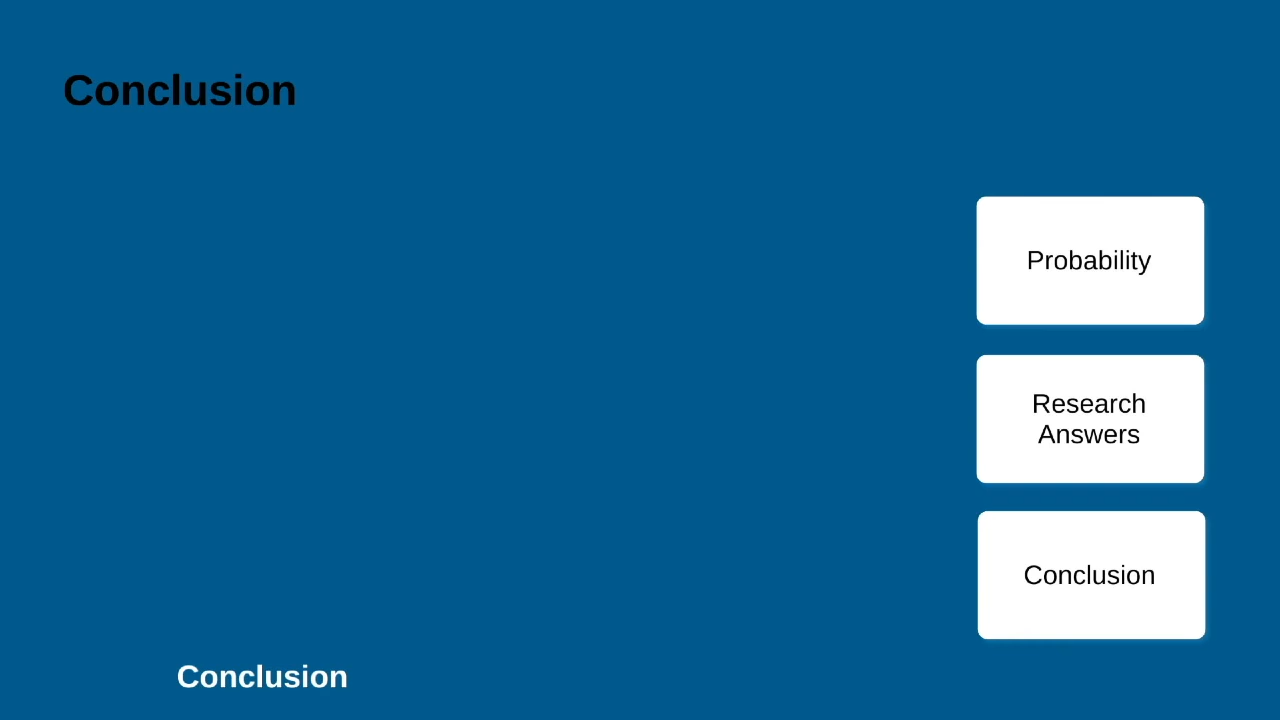 Conclusion
Probability
Research
Answers
Conclusion
Conclusion